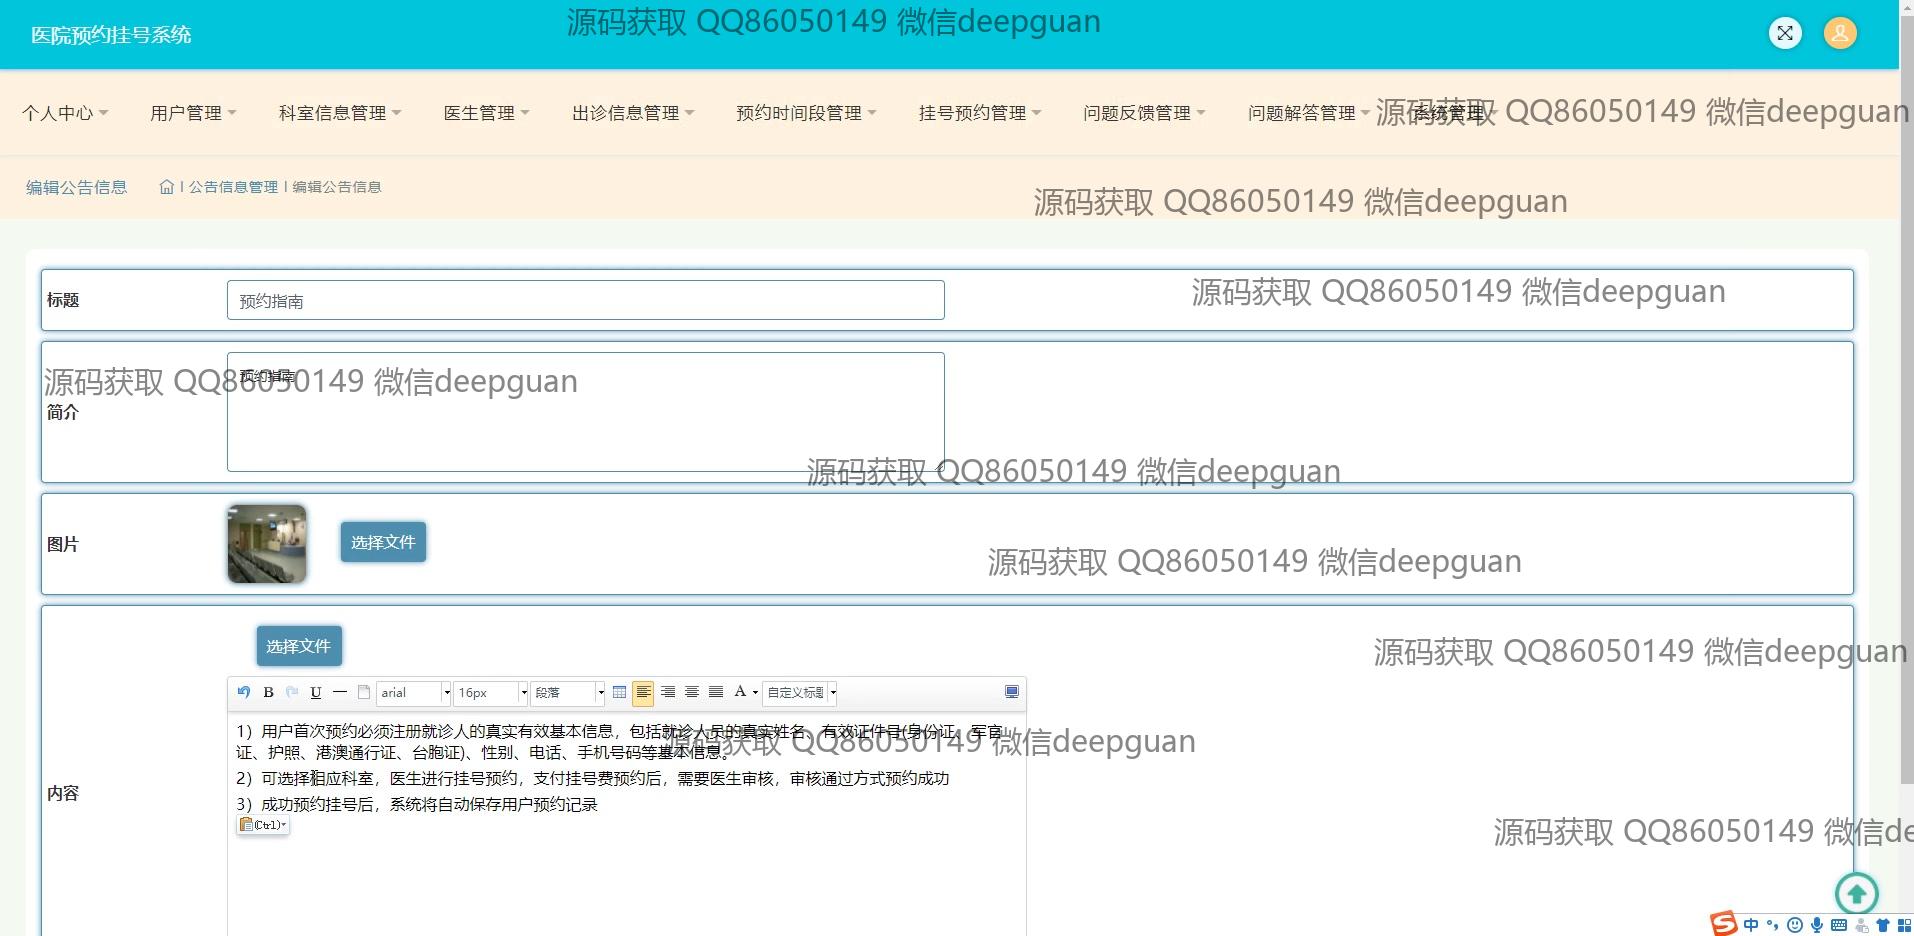 医院预约挂号系统
源码获取 QQ86050149 微信deepguan
个人中心 用户管理 科室信息管理 医生管理 出诊信息管理 预约时间段管理 挂号预约管理 问题反馈管理 问题解答管理 系统管理
源码获取 QQ86050149 微信deepguan
编辑公告信息 公告信息管理 编辑公告信息
源码获取 QQ86050149 微信deepguan
标题 预约指南
源码获取 QQ86050149 微信deepguan
预约指南
源码获取 QQ86050149 微信deepguan
简介
源码获取 QQ86050149 微信deepguan
图片 选择文件
源码获取 QQ86050149 微信deepguan
选择文件
源码获取 QQ86050149 微信deepguan
B U arial 16px 段落 A 自定义标题
1）用户首次预约必须注册就诊人的真实有效基本信息，包括就诊人员的真实姓名、有效证件号(身份证、军官
证、护照、港澳通行证、台胞证)、性别、电话、手机号码等基本信息。
源码获取 QQ86050149 微信deepguan
2）可选择相应科室，医生进行挂号预约，支付挂号费预约后，需要医生审核，审核通过方式预约成功
内容
3）成功预约挂号后，系统将自动保存用户预约记录
(Ctrl)
源码获取 QQ86050149 微信de
S 中